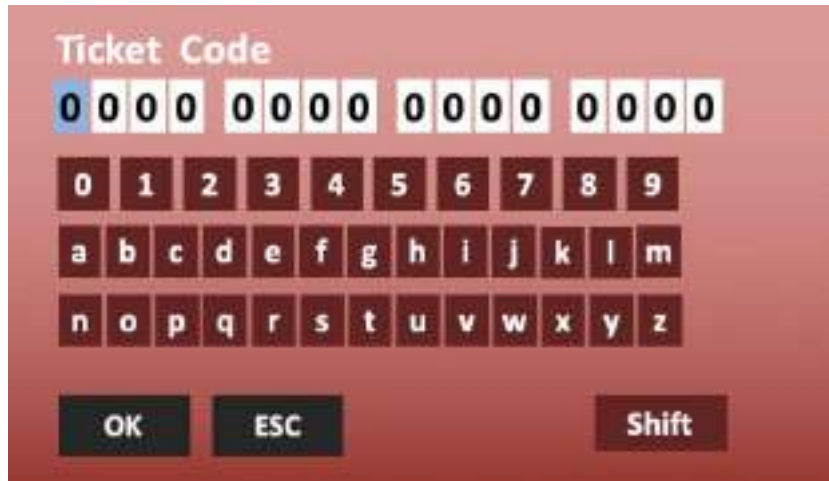 Ticket Code
0000 0000 0000 0000
0 1 2 3 4 5 6 7 8 9
a b c d e f g h i j k l m
n o p q r s t u v w x y z
OK ESC Shift